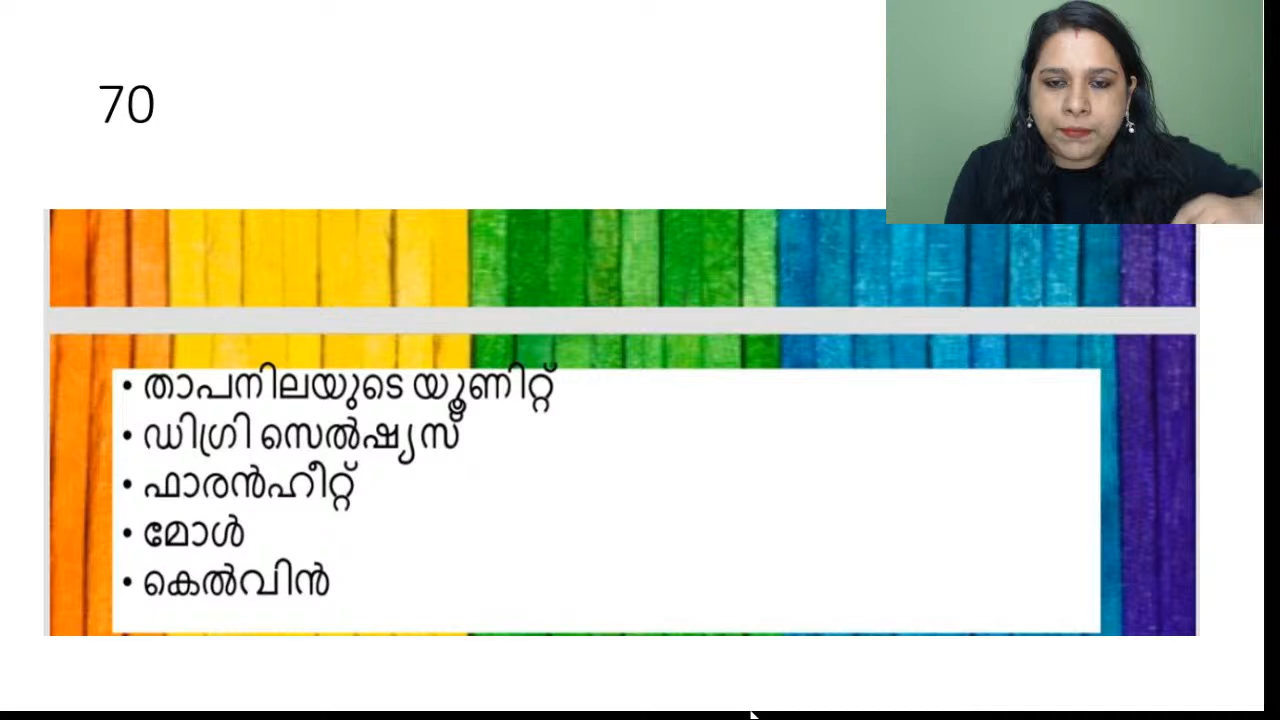 70
• താപനിലയുടെ യൂണിറ്റ്
• ഡിഗ്രി സെൽഷ്യസ്
• ഫാരൻഹീറ്റ്
• മോൾ
• കെൽവിൻ